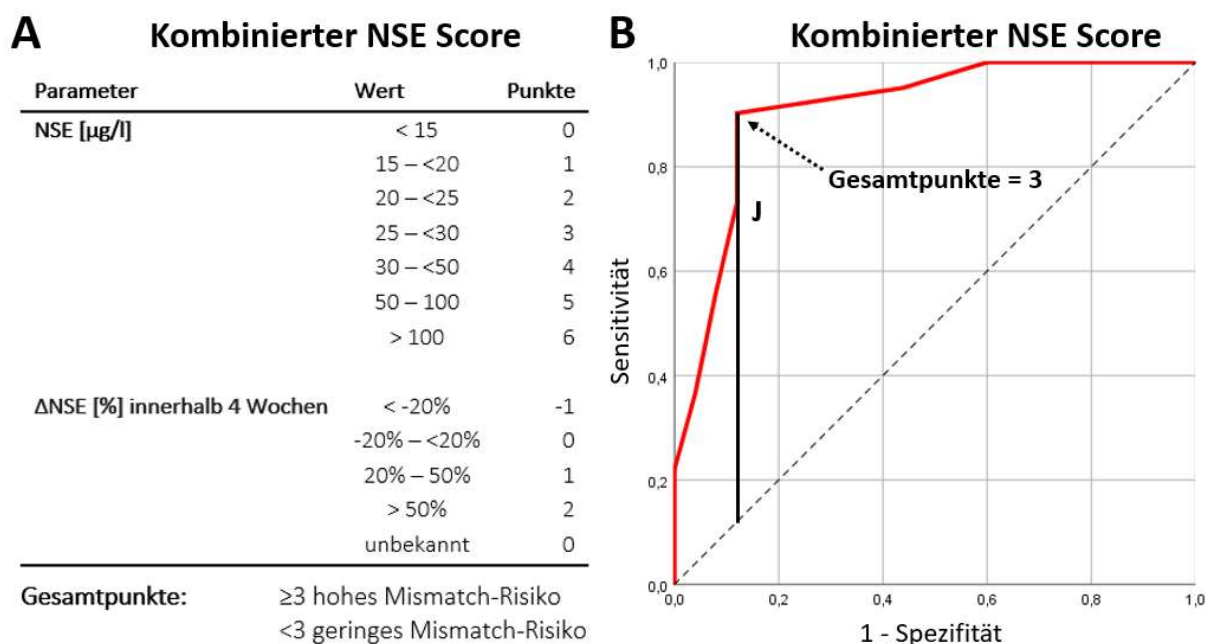 A Kombinierter NSE Score
Parameter Wert Punkte
NSE [µg/l] < 15 0
15 – <20 1
20 – <25 2
25 – <30 3
30 – <50 4
50 – 100 5
> 100 6
ΔNSE [%] innerhalb 4 Wochen < -20% -1
-20% – <20% 0
20% – 50% 1
> 50% 2
unbekannt 0
Gesamtpunkte: ≥3 hohes Mismatch-Risiko
<3 geringes Mismatch-Risiko
B Kombinierter NSE Score
1,0
0,8
0,6
0,4
0,2
0,0
Sensitivität
Gesamtpunkte = 3
J
0,0 0,2 0,4 0,6 0,8 1,0
1 - Spezifität